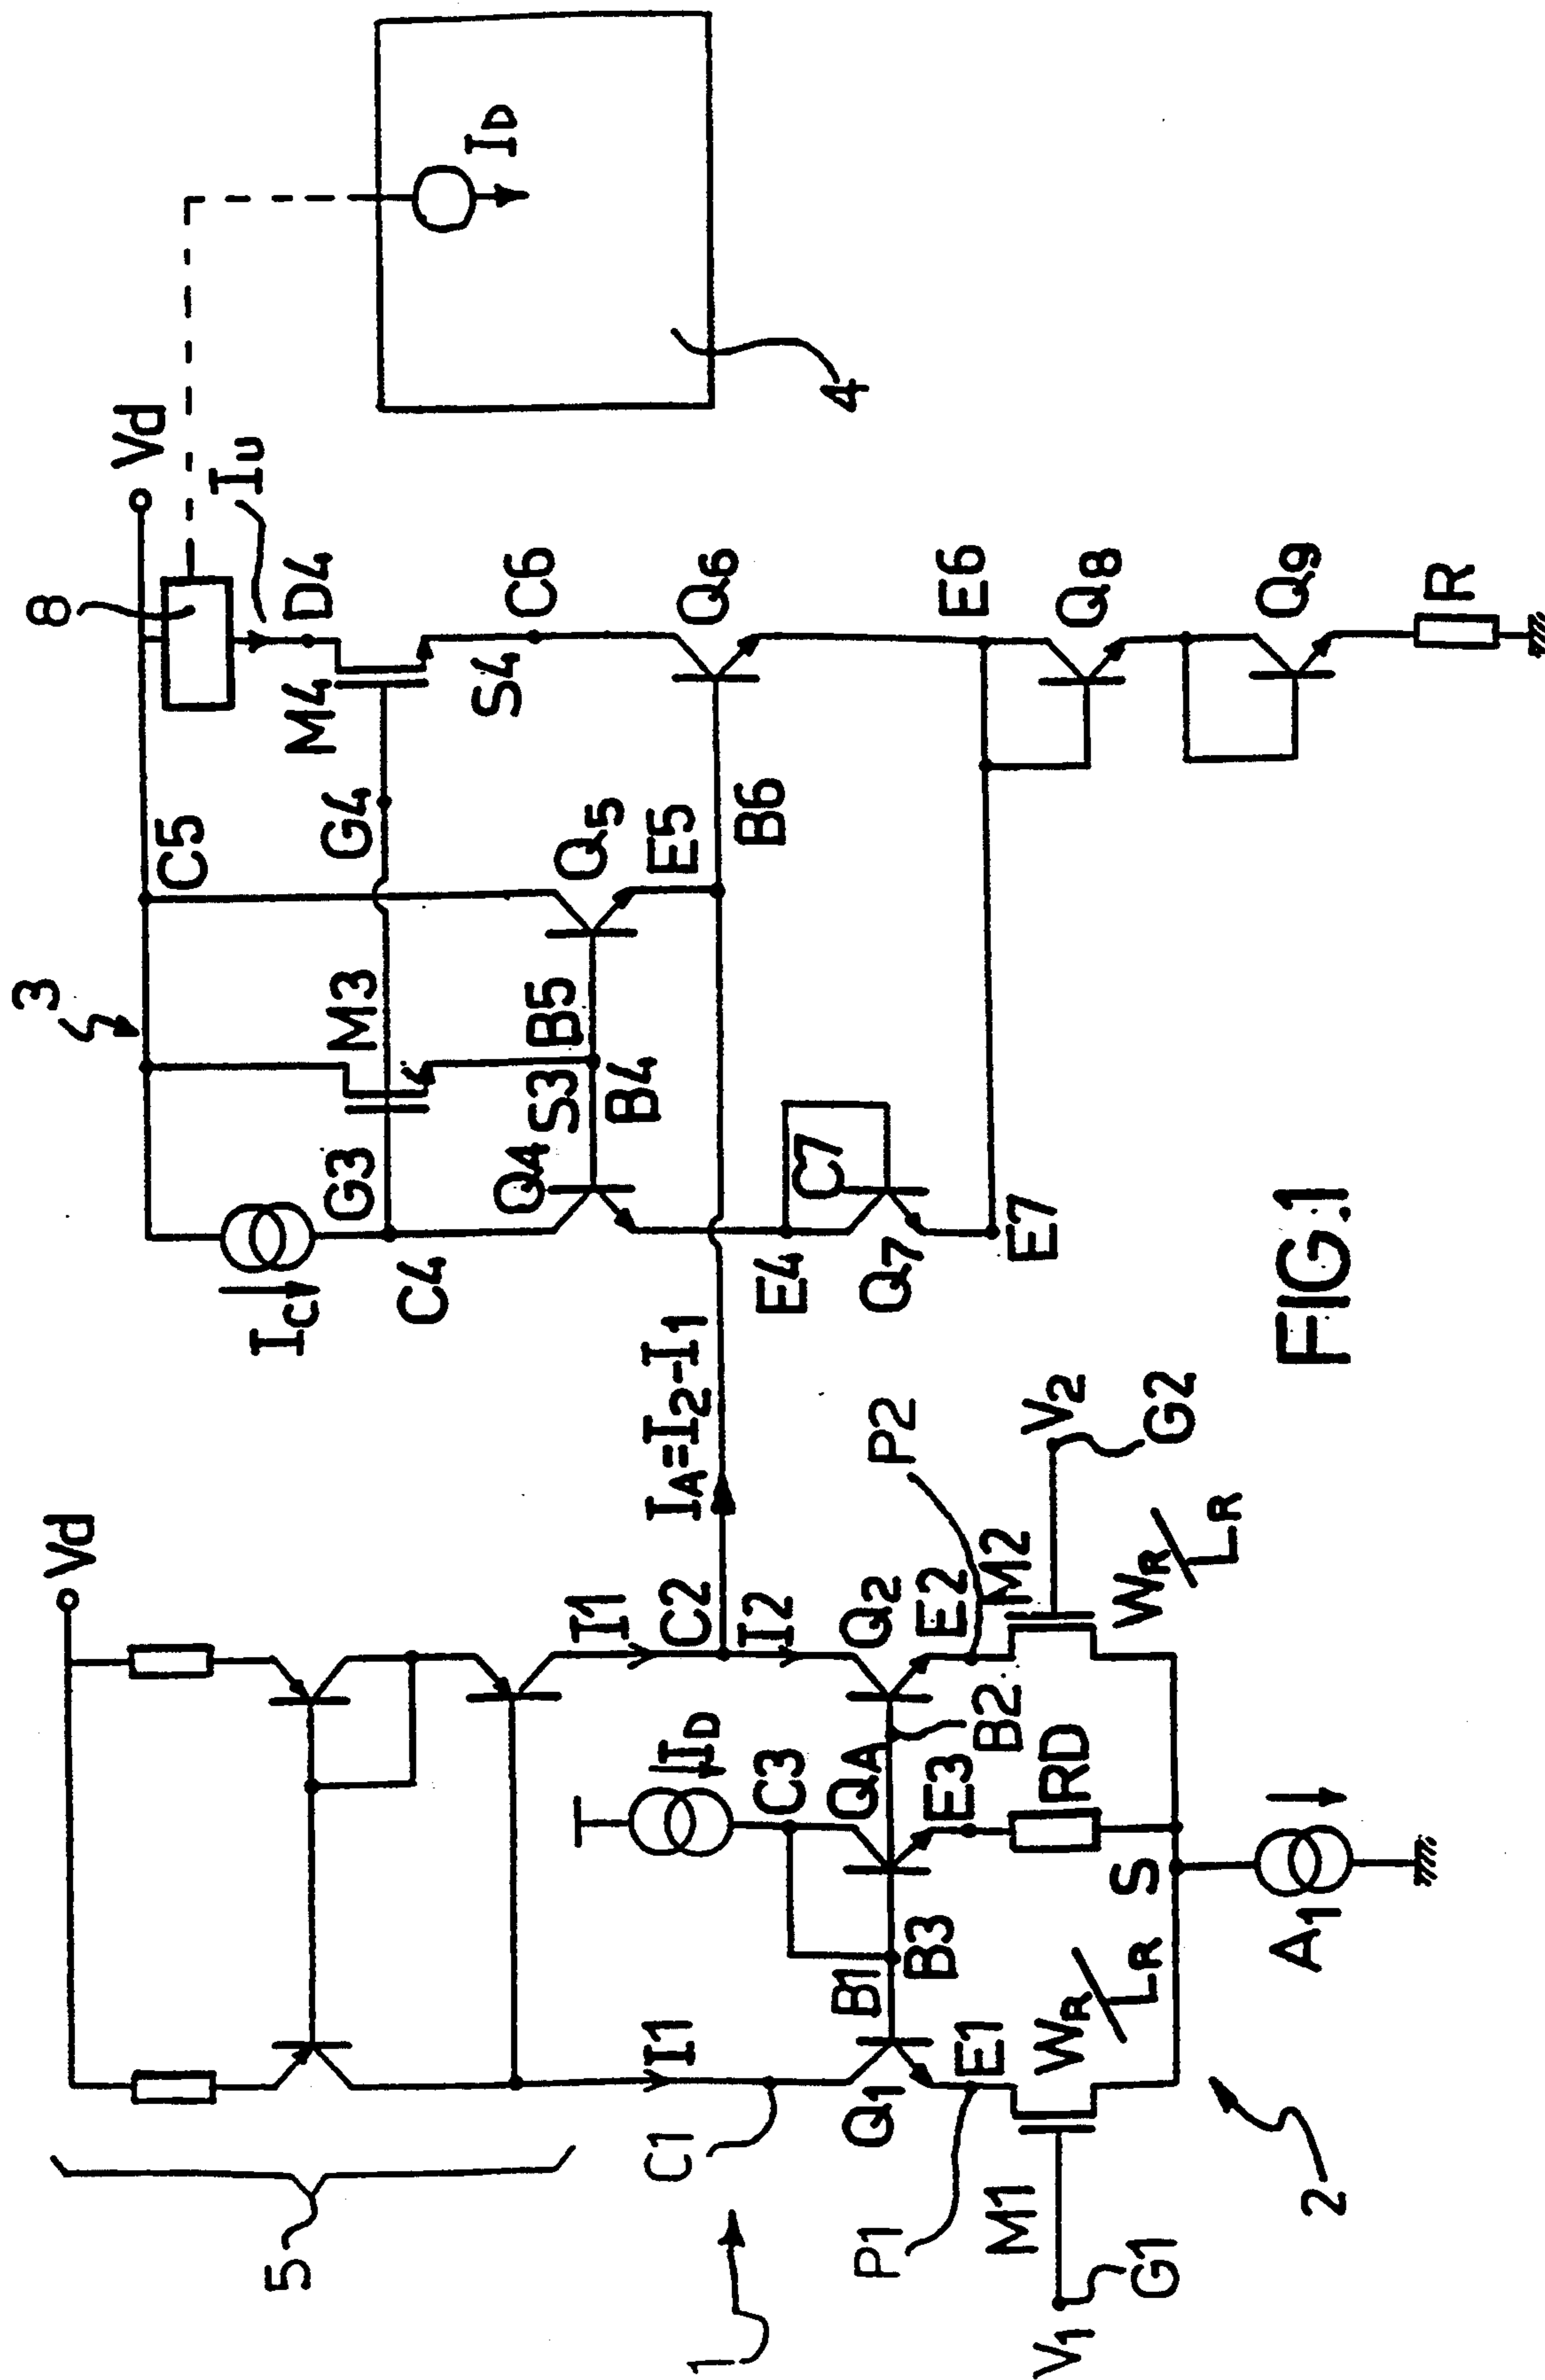 5
Vd
I1
I1
C1
C2
IA=I2-I1
I2
ID
C3
1
P1
Q1
B1
B3
QA
Q2
B2
P2
E1
E3
E2
M1
M2
V1
G1
WR/LR
RD
WR/LR
V2
G2
S
A1
2
3
Vd
8
IU
C5
IC
G3
M3
G4
M4
D4
C4
Q4
S3
B5
B4
Q5
E5
S4
C6
B6
Q6
E4
C7
Q7
E7
E6
Q8
Q9
R
ID
4
FIG.1